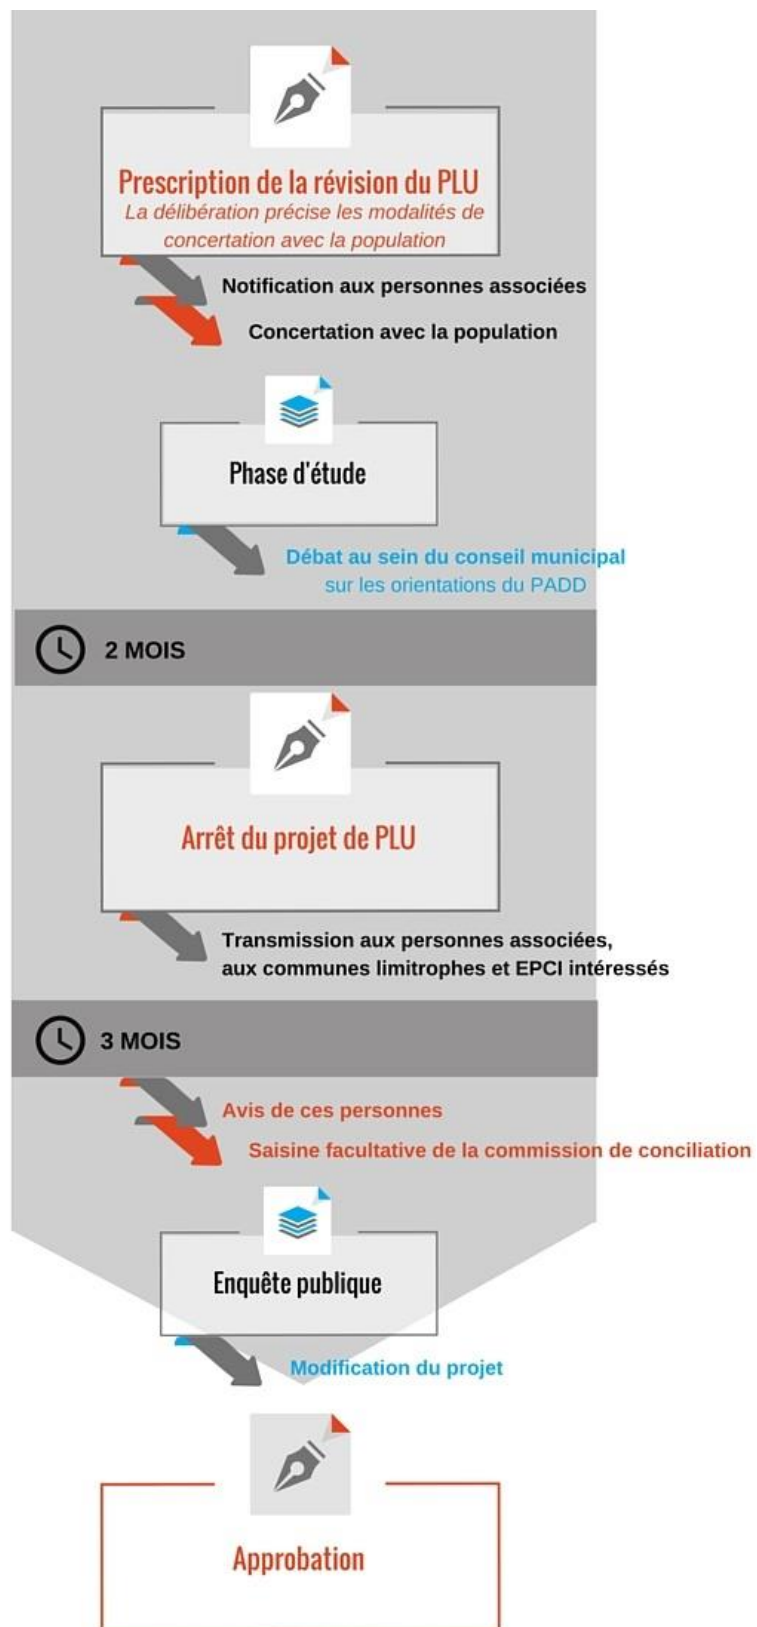 Prescription de la révision du PLU
La délibération précise les modalités de
concertation avec la population
Notification aux personnes associées
Concertation avec la population
Phase d'étude
Débat au sein du conseil municipal
sur les orientations du PADD
2 MOIS
Arrêt du projet de PLU
Transmission aux personnes associées,
aux communes limitrophes et EPCI intéressés
3 MOIS
Avis de ces personnes
Saisine facultative de la commission de conciliation
Enquête publique
Modification du projet
Approbation